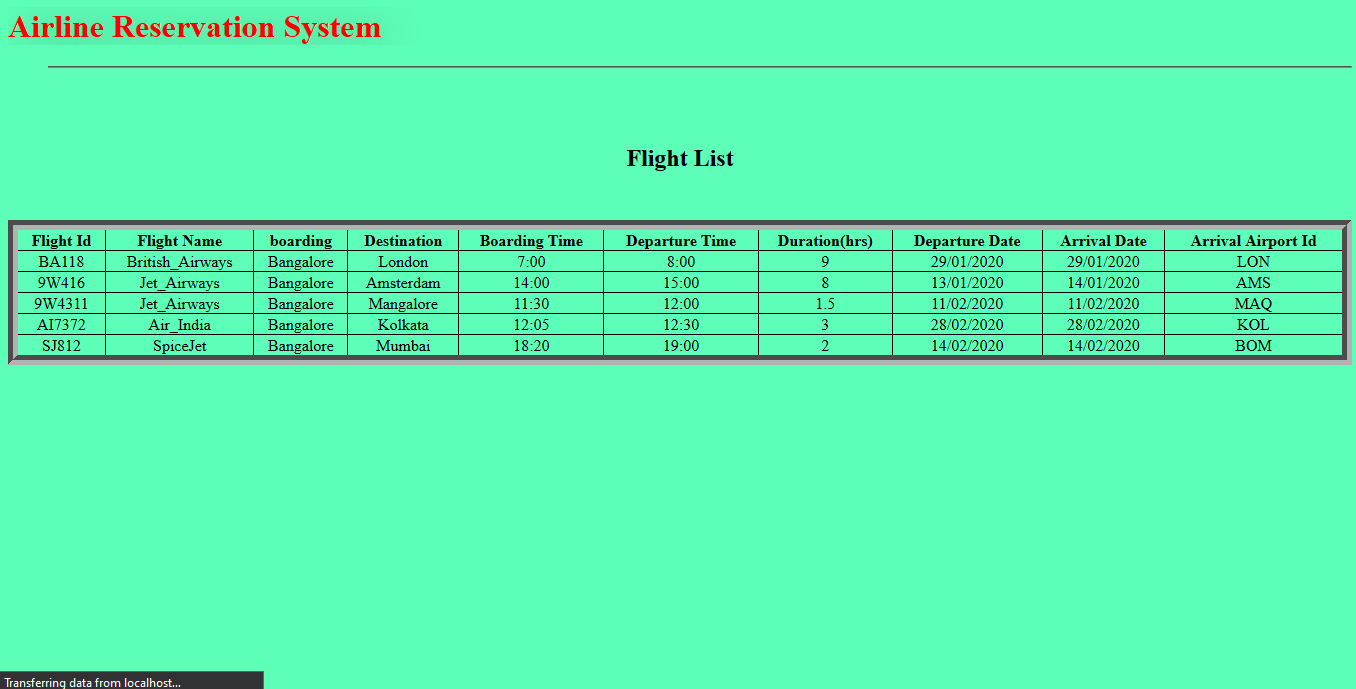 Airline Reservation System
Flight List
Flight Id Flight Name boarding Destination Boarding Time Departure Time Duration(hrs) Departure Date Arrival Date Arrival Airport Id
BA118 British_Airways Bangalore London 7:00 8:00 9 29/01/2020 29/01/2020 LON
9W416 Jet_Airways Bangalore Amsterdam 14:00 15:00 8 13/01/2020 14/01/2020 AMS
9W4311 Jet_Airways Bangalore Mangalore 11:30 12:00 1.5 11/02/2020 11/02/2020 MAQ
AI7372 Air_India Bangalore Kolkata 12:05 12:30 3 28/02/2020 28/02/2020 KOL
SJ812 SpiceJet Bangalore Mumbai 18:20 19:00 2 14/02/2020 14/02/2020 BOM
Transferring data from localhost...